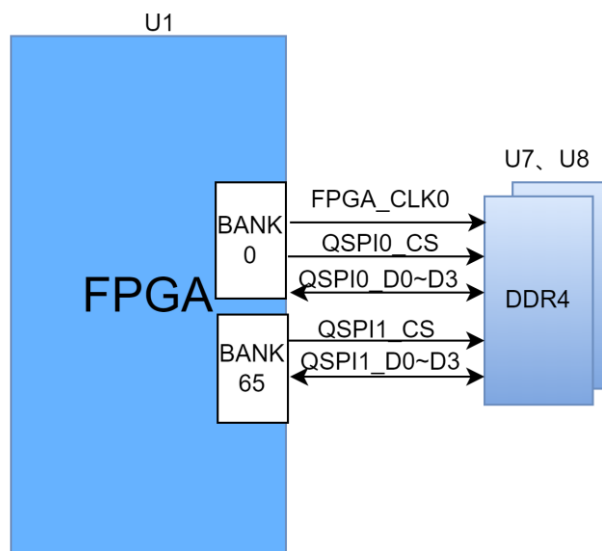 U1
U7、U8
FPGA
BANK
0
FPGA_CLK0
QSPI0_CS
QSPI0_D0~D3
BANK
65
QSPI1_CS
QSPI1_D0~D3
DDR4